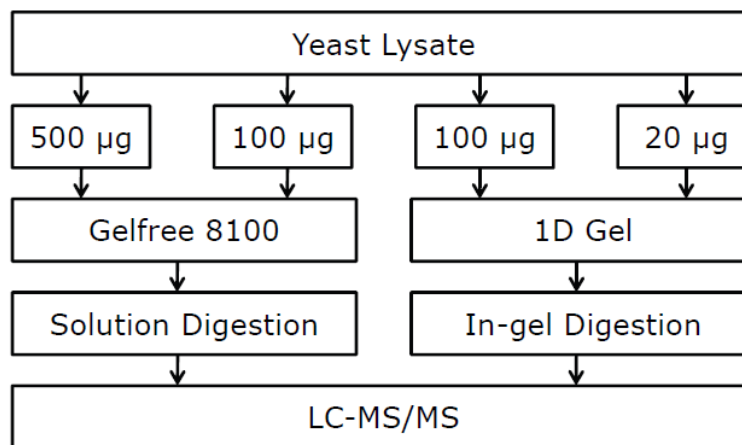 Yeast Lysate
500 µg
100 µg
100 µg
20 µg
Gelfree 8100
1D Gel
Solution Digestion
In-gel Digestion
LC-MS/MS